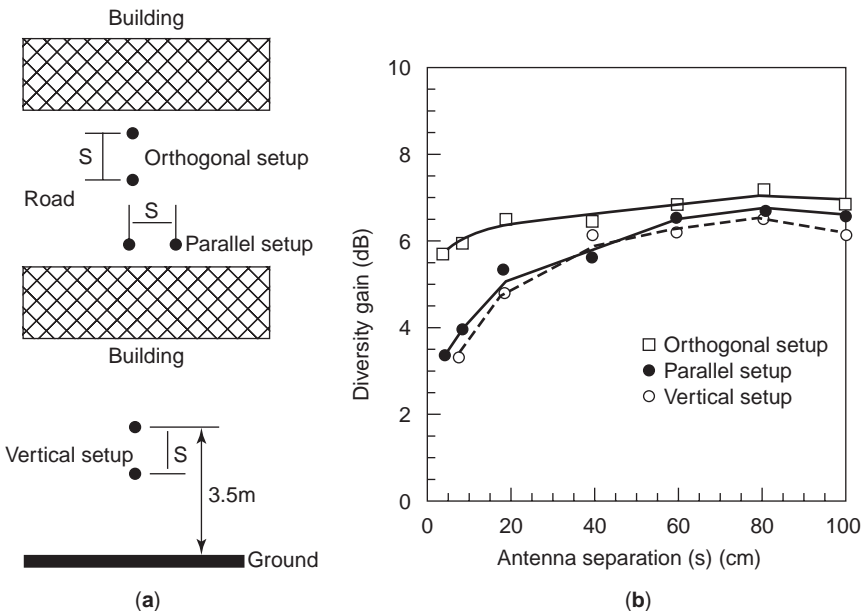 Building
S
Orthogonal setup
Road
S
Parallel setup
Building
Vertical setup
S
3.5m
Ground
(a)
10
8
6
4
2
0
Diversity gain (dB)
Orthogonal setup
Parallel setup
Vertical setup
0 20 40 60 80 100
Antenna separation (s) (cm)
(b)